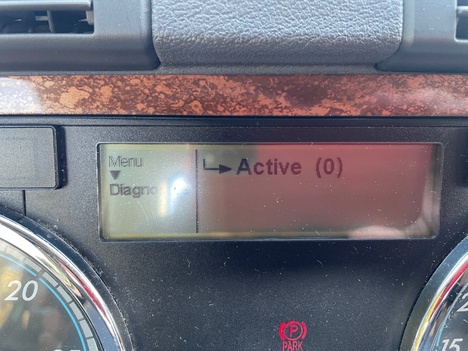 Menu
Active (0)
20
P
PARK
15